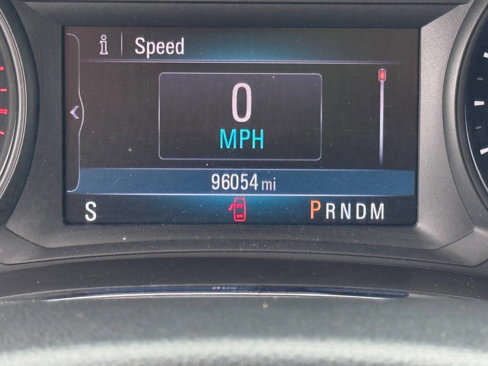 i Speed
0
MPH
96054 mi
S PRNDM